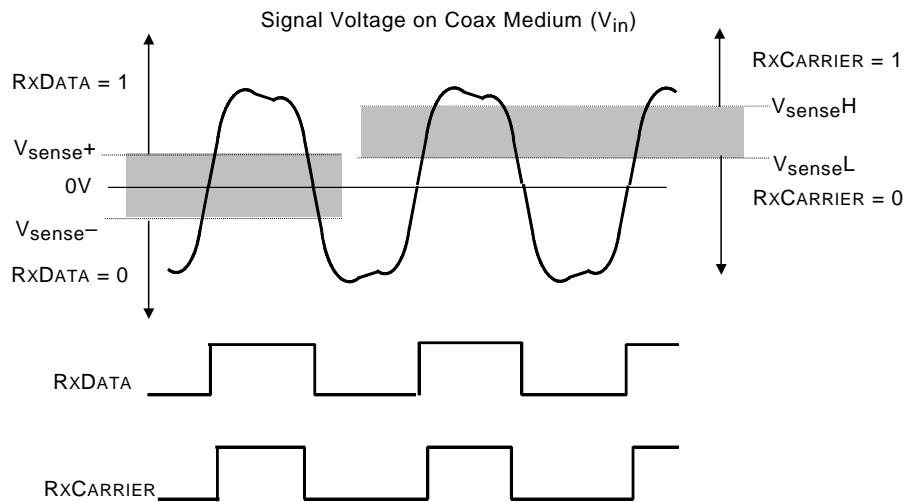 Signal Voltage on Coax Medium (Vin)
RXDATA = 1
RXCARRIER = 1
VsenseH
Vsense+
VsenseL
0V
RXCARRIER = 0
Vsense–
RXDATA = 0
RXDATA
RXCARRIER